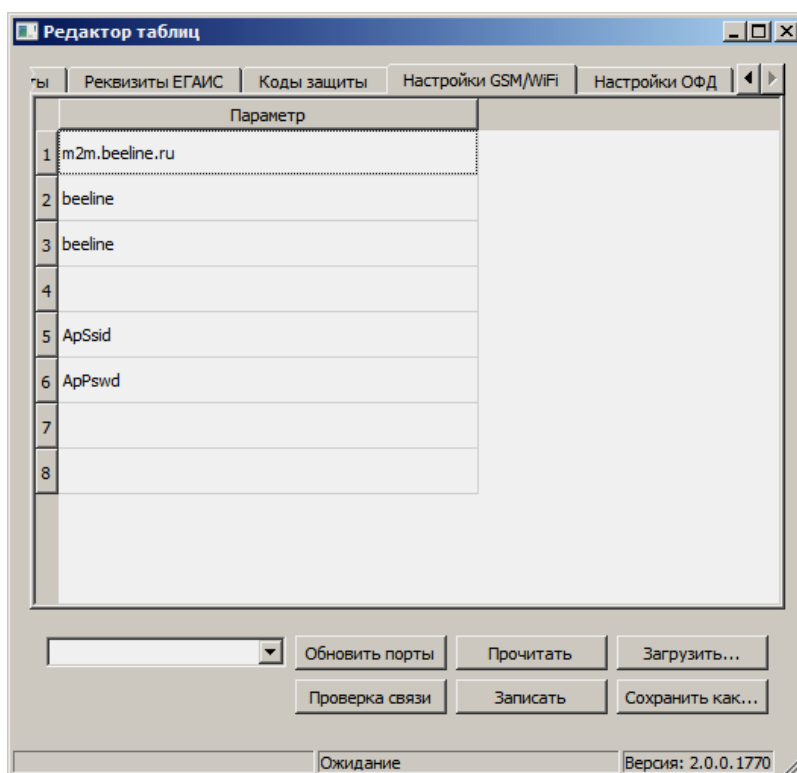 Редактор таблиц
ты Реквизиты ЕГАИС Коды защиты Настройки GSM/WiFi Настройки ОФД
Параметр
1 m2m.beeline.ru
2 beeline
3 beeline
4
5 ApSsid
6 ApPswd
7
8
Обновить порты Прочитать Загрузить...
Проверка связи Записать Сохранить как...
Ожидание Версия: 2.0.0.1770